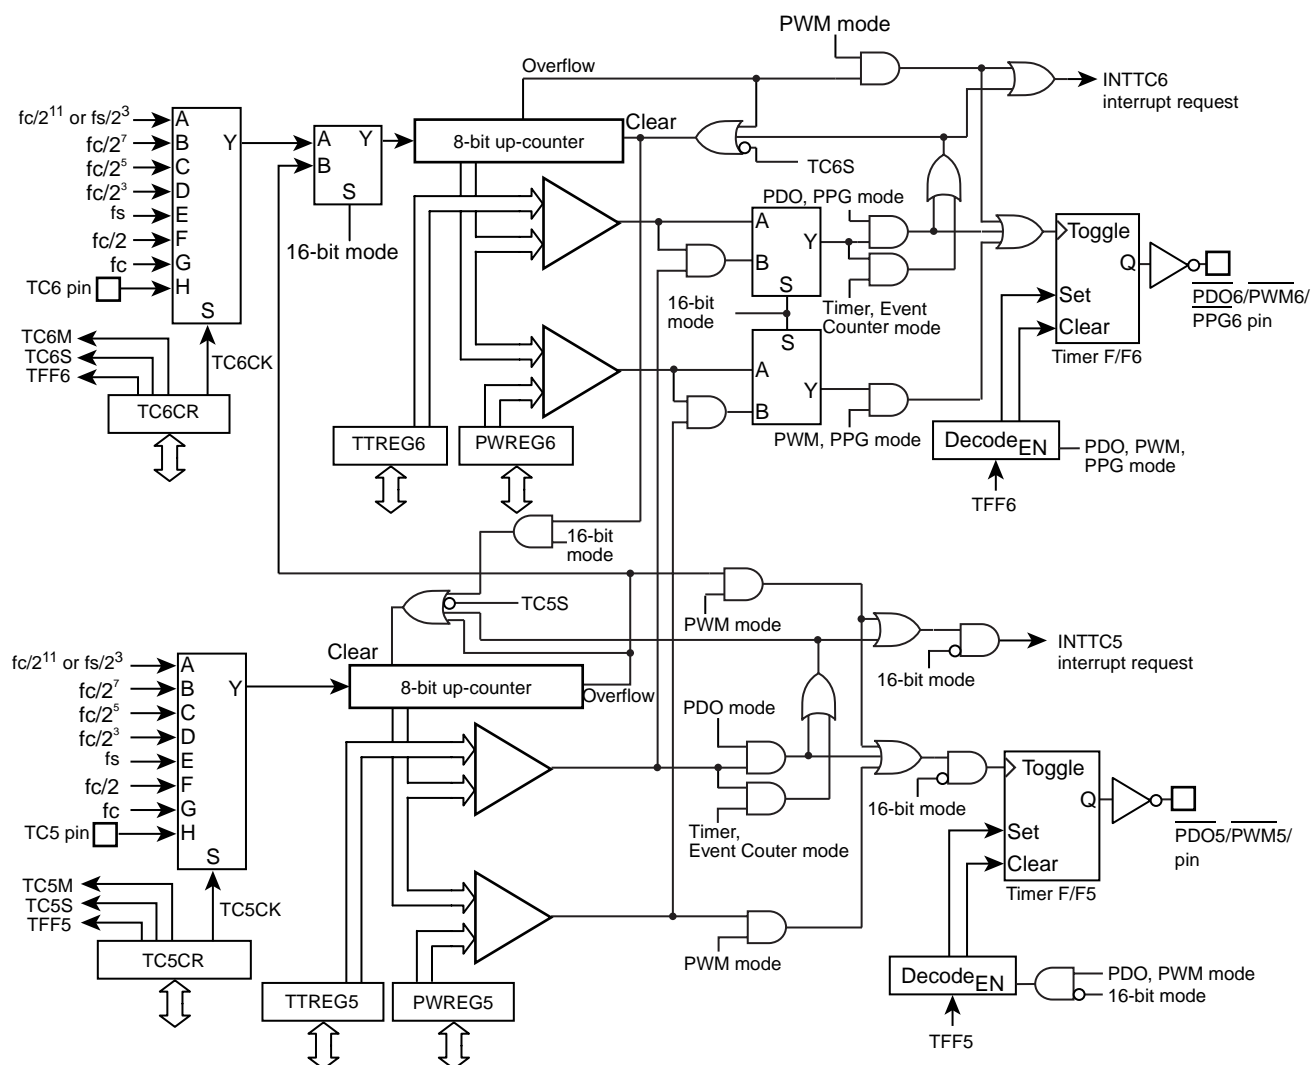 PWM mode
Overflow
INTTC6
interrupt request
fc/2¹¹ or fs/2³
fc/2⁷
fc/2⁵
fc/2³
fs
fc/2
fc
TC6 pin
A
B
C
D
E
F
G
H
Y
S
A
B
Y
S
16-bit mode
8-bit up-counter
Clear
TC6S
PDO, PPG mode
A
B
Y
S
16-bit
mode
Timer, Event
Counter mode
S
A
B
Y
PWM, PPG mode
Toggle
Q
Set
Clear
Timer F/F6
PDO6/PWM6/
PPG6 pin
TC6M
TC6S
TFF6
TC6CK
TC6CR
TTREG6
PWREG6
Decode EN
PDO, PWM,
PPG mode
TFF6
16-bit
mode
TC5S
PWM mode
INTTC5
interrupt request
16-bit mode
Clear
8-bit up-counter
Overflow
fc/2¹¹ or fs/2³
fc/2⁷
fc/2⁵
fc/2³
fs
fc/2
fc
TC5 pin
A
B
C
D
E
F
G
H
Y
S
PDO mode
Timer,
Event Couter mode
16-bit mode
Toggle
Q
Set
Clear
Timer F/F5
PDO5/PWM5/
pin
TC5M
TC5S
TFF5
TC5CK
TC5CR
TTREG5
PWREG5
PWM mode
Decode EN
PDO, PWM mode
16-bit mode
TFF5